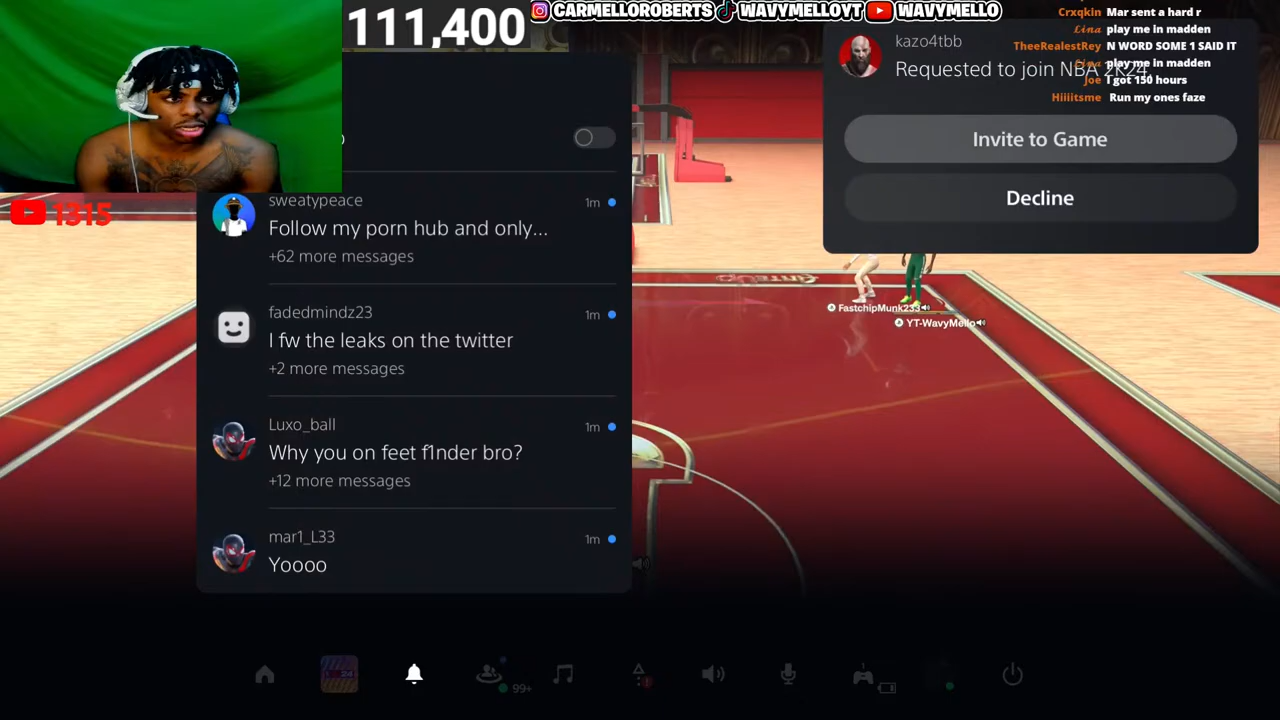 111,400
CARMELLOROBERTS WAVYMELLOYT WAVYMELLO
1315
sweatypeace 1m
Follow my porn hub and only...
+62 more messages
fadedmindz23 1m
I fw the leaks on the twitter
+2 more messages
Luxo_ball 1m
Why you on feet f1nder bro?
+12 more messages
mar1_L33 1m
Yoooo
kazo4tbb
Requested to join NBA 2K24
Invite to Game
Decline
Crxqkin Mar sent a hard r
Lina play me in madden
TheeRealestRey N WORD SOME 1 SAID IT
Lina play me in madden
Joe I got 150 hours
Hiiiitsme Run my ones faze
FastchipMunk233
YT-WavyMello
24
99+